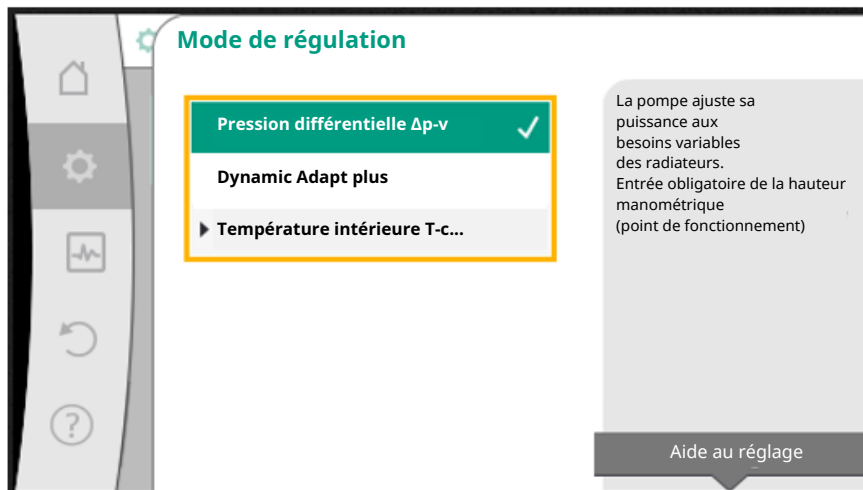 Mode de régulation
Pression différentielle Δp-v
Dynamic Adapt plus
Température intérieure T-c...
La pompe ajuste sa
puissance aux
besoins variables
des radiateurs.
Entrée obligatoire de la hauteur
manométrique
(point de fonctionnement)
Aide au réglage